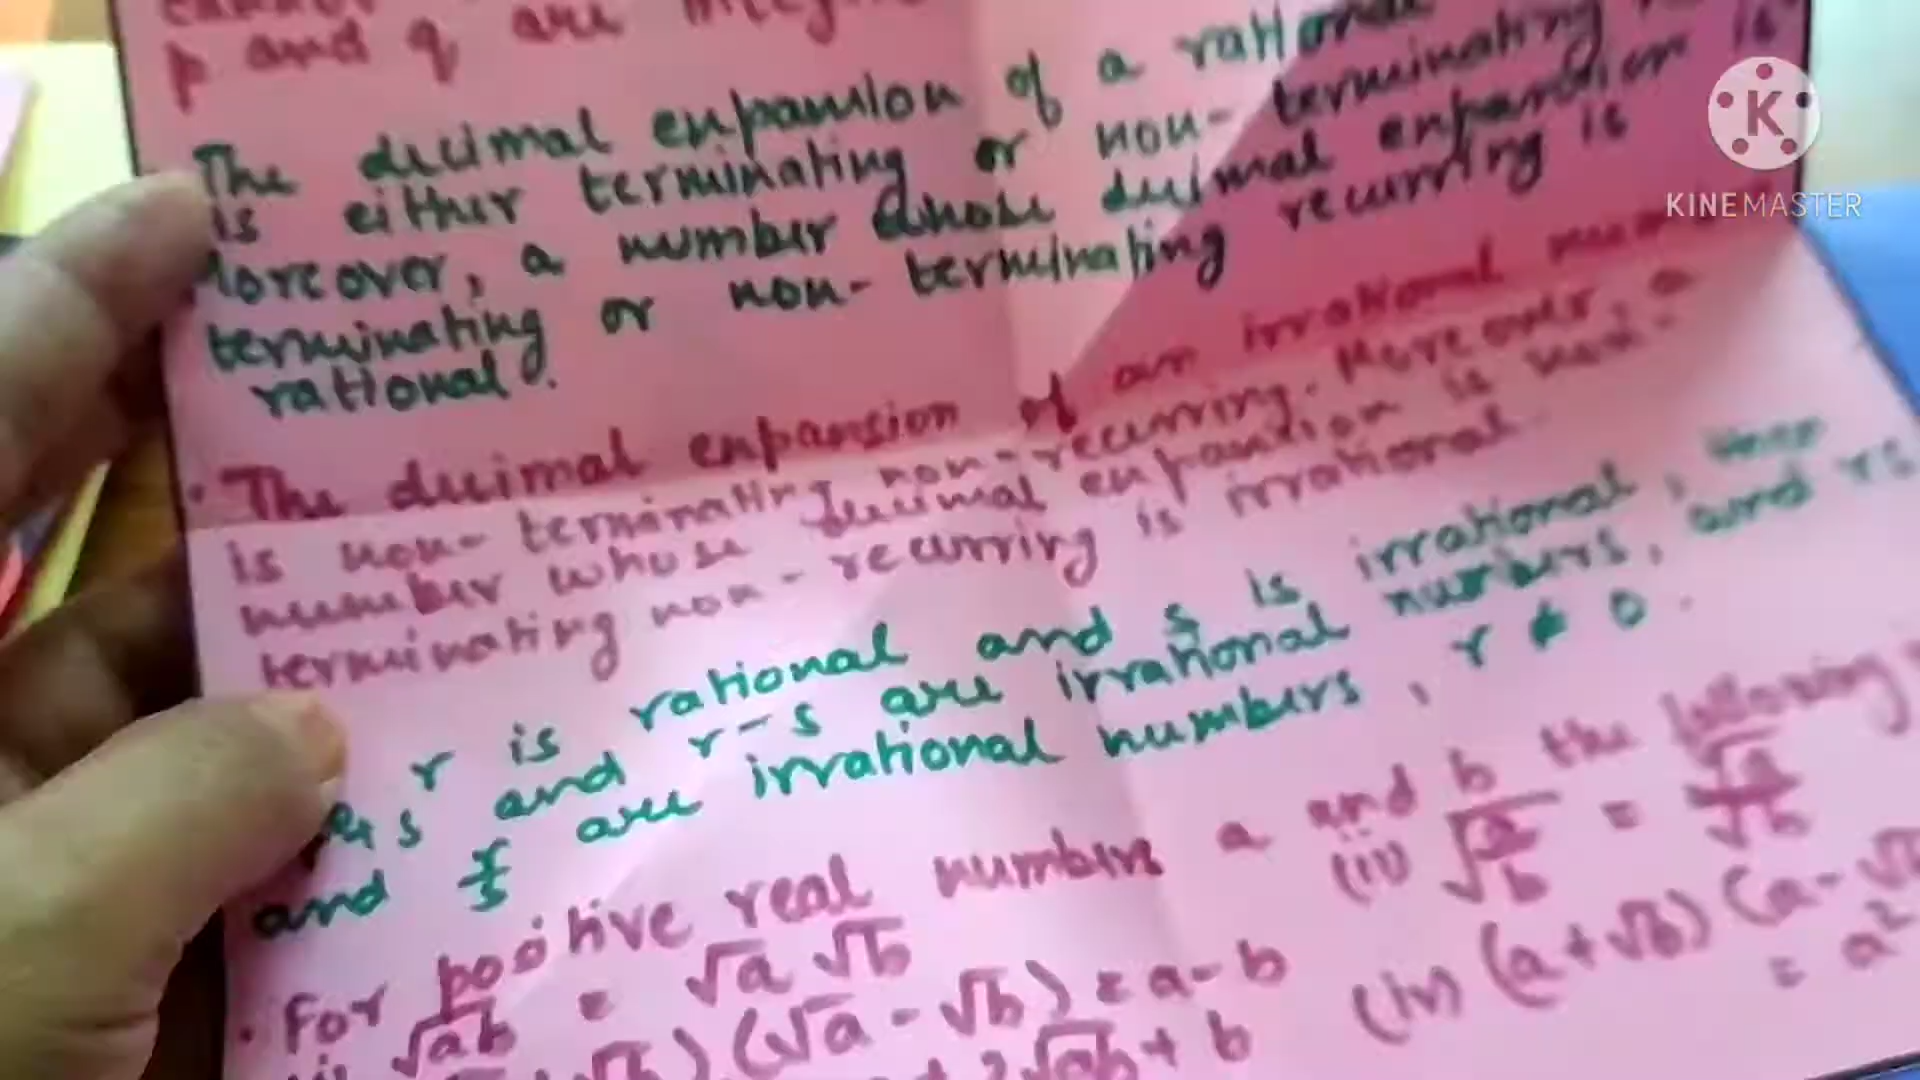 p and q are
The decimal expansion of a rational
is either terminating or non- terminating
Moreover, a number whose decimal expansion is
terminating or non- terminating recurring is
rational.
· The decimal expansion of an irrational number
is non- terminating non-recurring. Moreover, a
number whose decimal expansion is non-
terminating non-recurring is irrational.
r is rational and s is irrational, then
r+s and r-s are irrational numbers, and rs
and r/s are irrational numbers, r ≠ 0.
· For positive real numbers a and b the following
(i) √ab = √a √b (ii) √a/b = √a/√b
√b) (√a - √b) = a-b (iv) (a+√b) (a-√b
+ 2√ab + b = a²
K
KINEMASTER